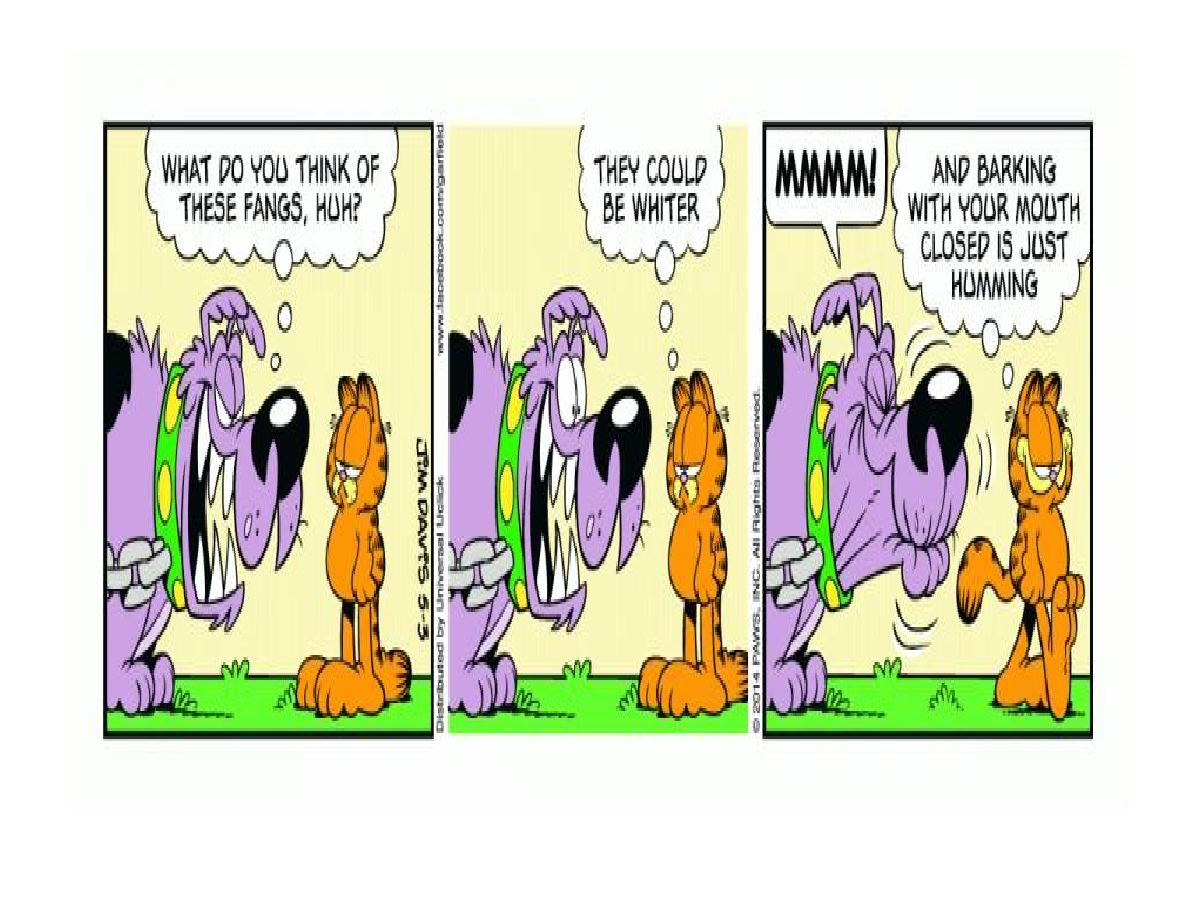 WHAT DO YOU THINK OF
THESE FANGS, HUH?
JIM DAVIS 5-3
www.facebook.com/garfield
Distributed by Universal Uclick
THEY COULD
BE WHITER
© 2014 PAWS, INC. All Rights Reserved.
MMMM!
AND BARKING
WITH YOUR MOUTH
CLOSED IS JUST
HUMMING